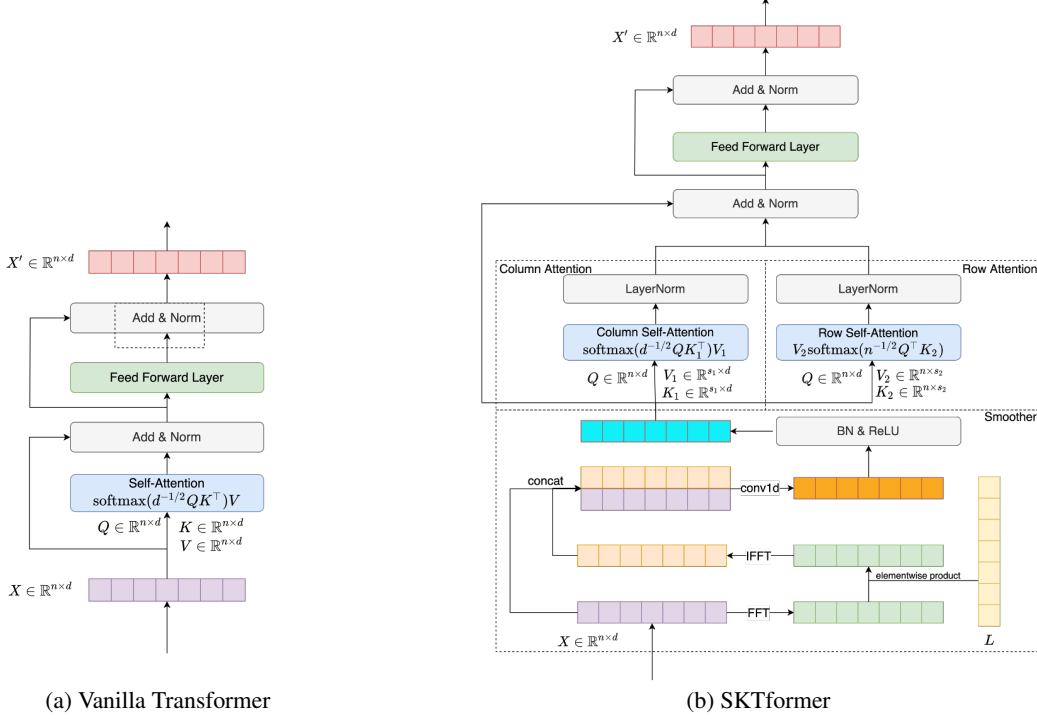 X′ ∈ ℝ^{n×d}
Add & Norm
Feed Forward Layer
Add & Norm
Self-Attention
softmax(d^{-1/2}QK^⊤)V
Q ∈ ℝ^{n×d}
K ∈ ℝ^{n×d}
V ∈ ℝ^{n×d}
X ∈ ℝ^{n×d}
(a) Vanilla Transformer
X′ ∈ ℝ^{n×d}
Add & Norm
Feed Forward Layer
Add & Norm
Column Attention
LayerNorm
Column Self-Attention
softmax(d^{-1/2}QK_1^⊤)V_1
Q ∈ ℝ^{n×d}
V_1 ∈ ℝ^{s_1×d}
K_1 ∈ ℝ^{s_1×d}
Row Attention
LayerNorm
Row Self-Attention
V_2softmax(n^{-1/2}Q^⊤K_2)
Q ∈ ℝ^{n×d}
V_2 ∈ ℝ^{n×s_2}
K_2 ∈ ℝ^{n×s_2}
Smoother
BN & ReLU
concat
conv1d
IFFT
elementwise product
FFT
X ∈ ℝ^{n×d}
L
(b) SKTformer